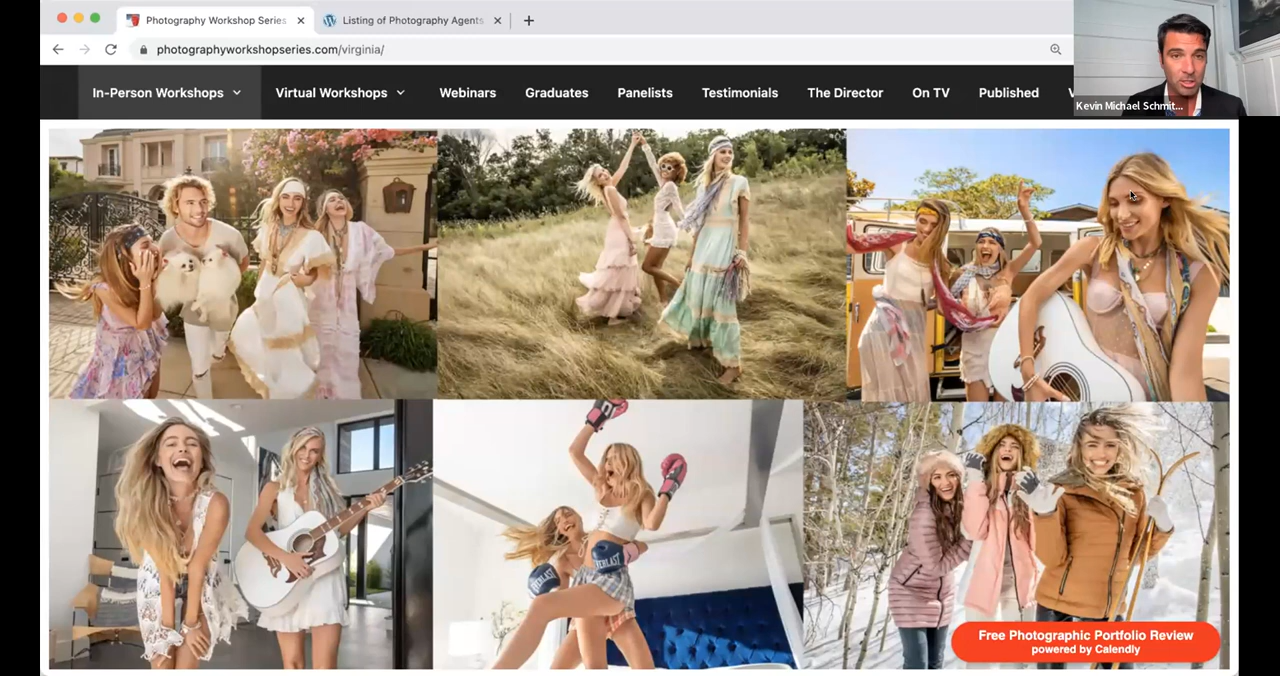 Photography Workshop Series
Listing of Photography Agents
photographyworkshopseries.com/virginia/
Kevin Michael Schmit...
In-Person Workshops
Virtual Workshops
Webinars
Graduates
Panelists
Testimonials
The Director
On TV
Published
EVERLAST
EVERLAST
Free Photographic Portfolio Review
powered by Calendly